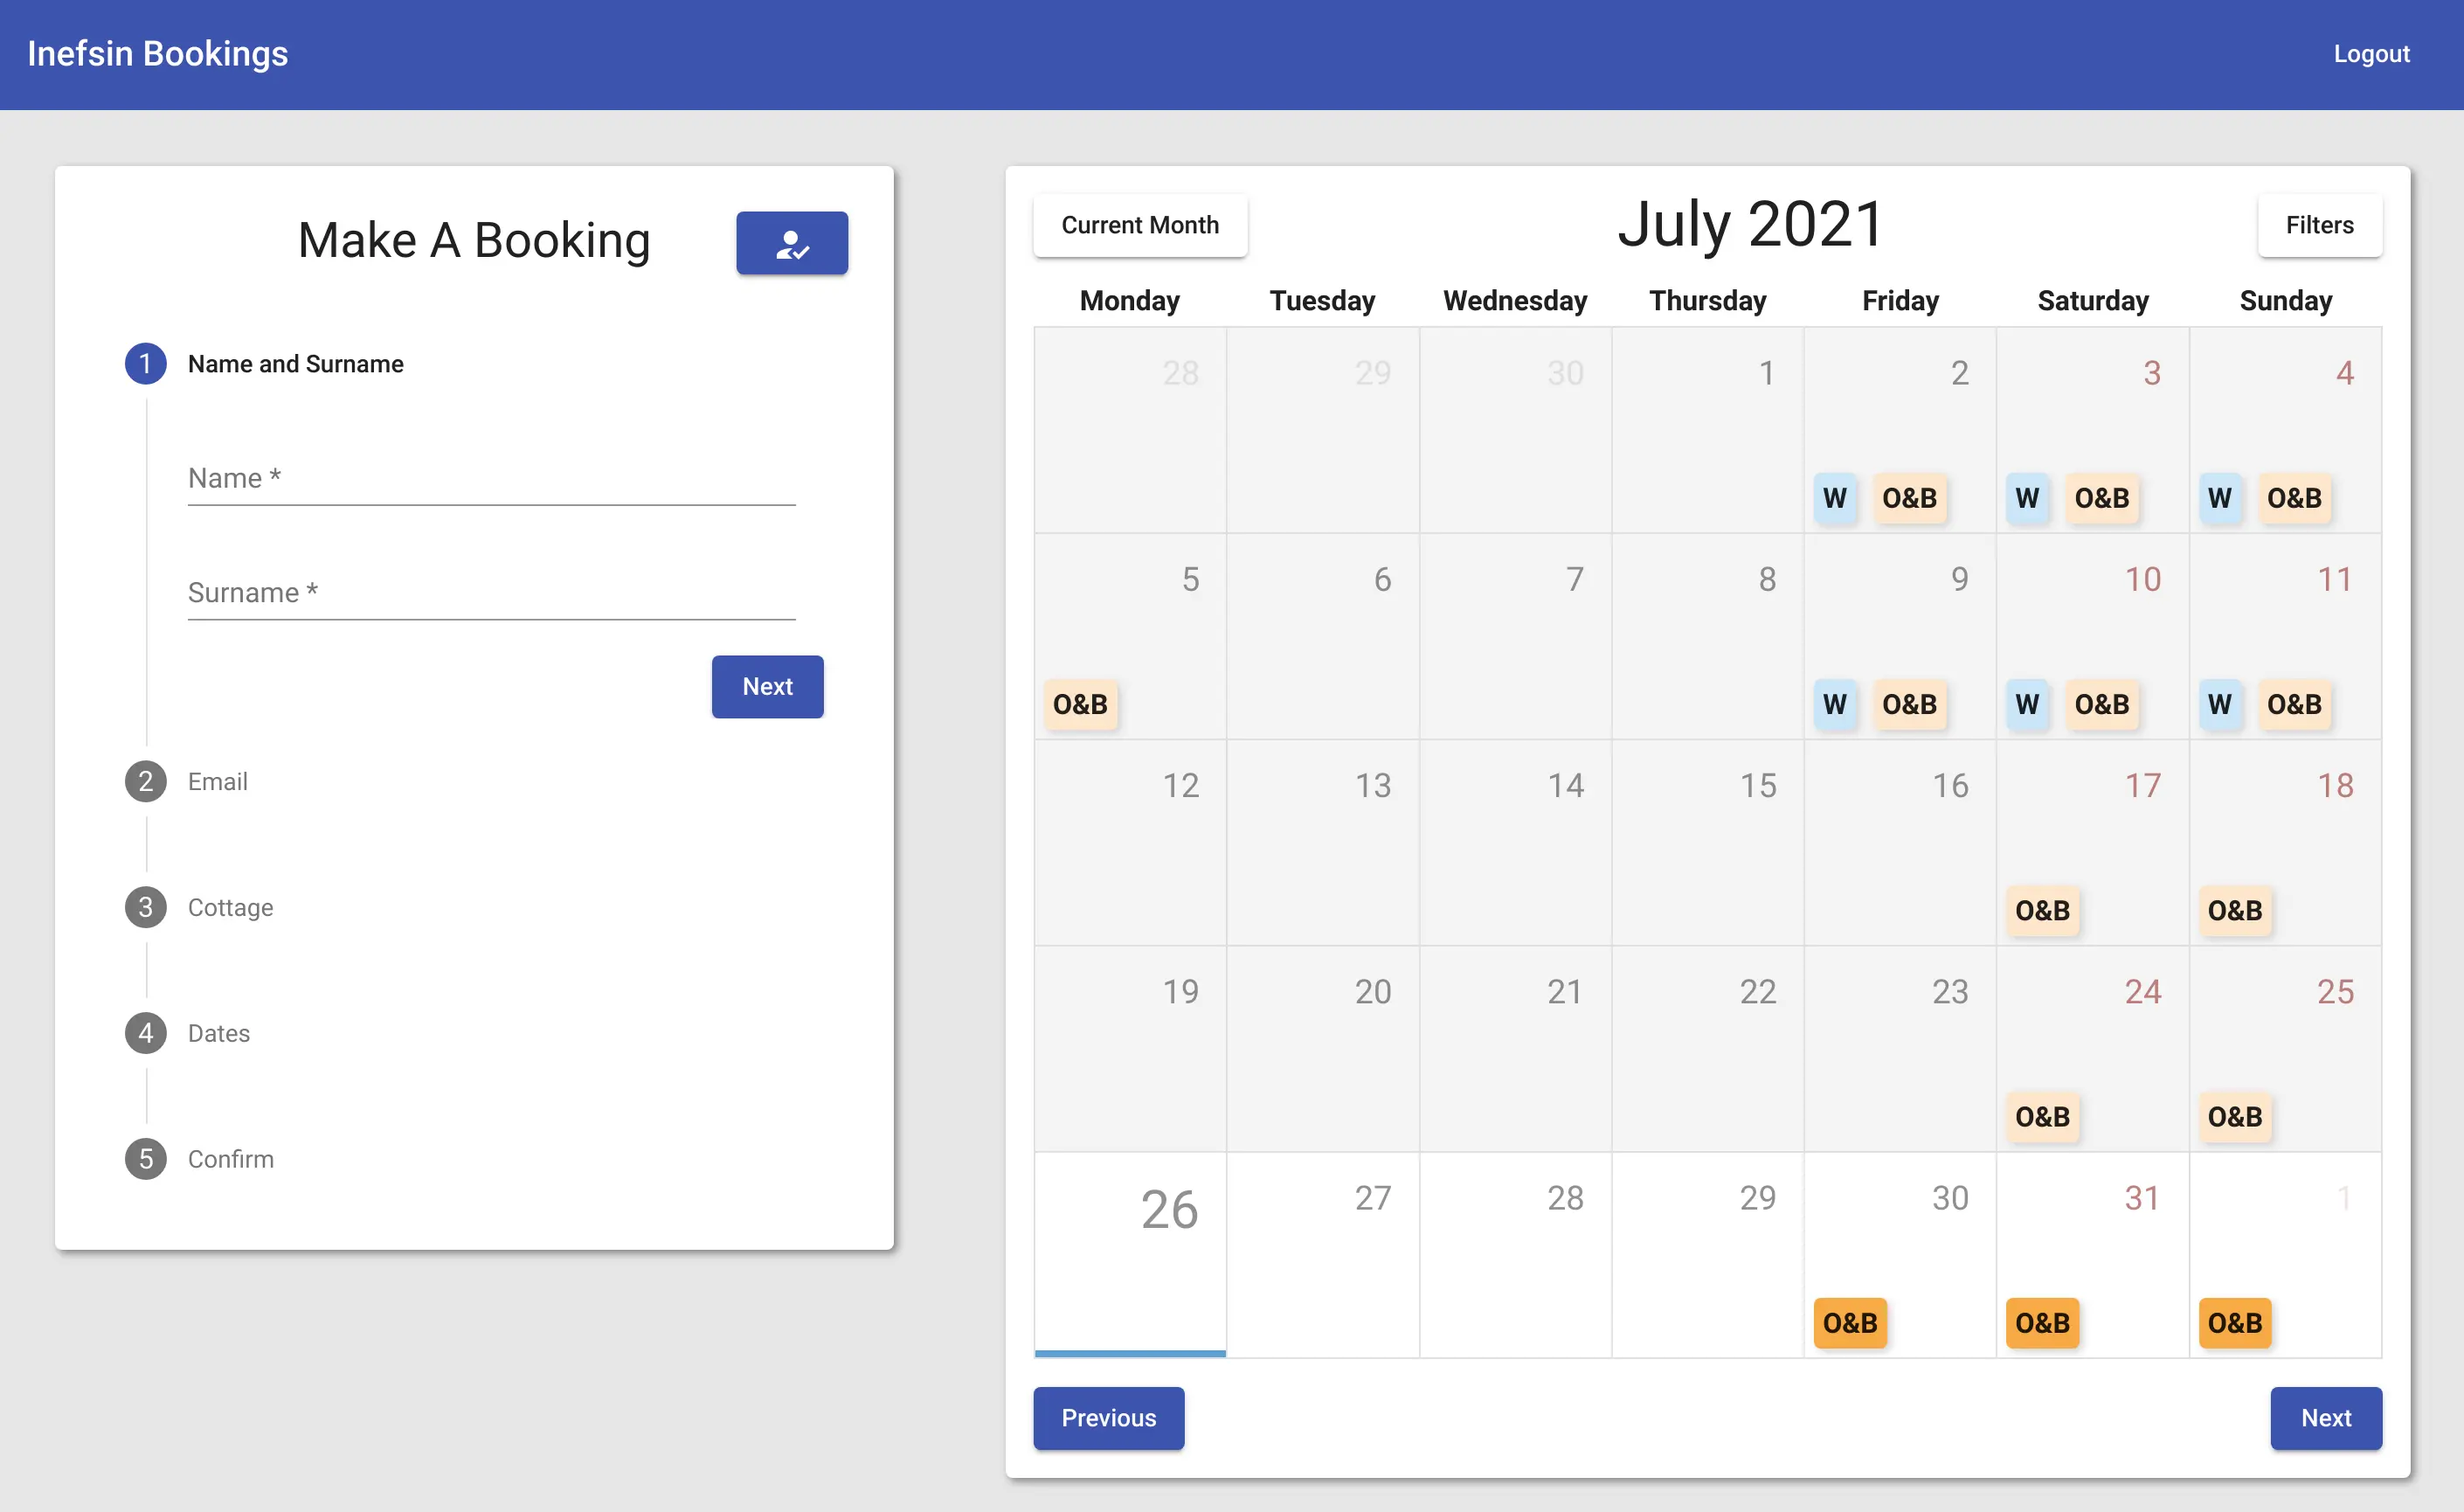 Inefsin Bookings
Logout
Make A Booking
1 Name and Surname
Name *
Surname *
Next
2 Email
3 Cottage
4 Dates
5 Confirm
Current Month
July 2021
Filters
Monday Tuesday Wednesday Thursday Friday Saturday Sunday
28 29 30 1 2 3 4
W O&B W O&B W O&B
5 6 7 8 9 10 11
O&B W O&B W O&B W O&B
12 13 14 15 16 17 18
O&B O&B
19 20 21 22 23 24 25
O&B O&B
26 27 28 29 30 31 1
O&B O&B O&B
Previous
Next